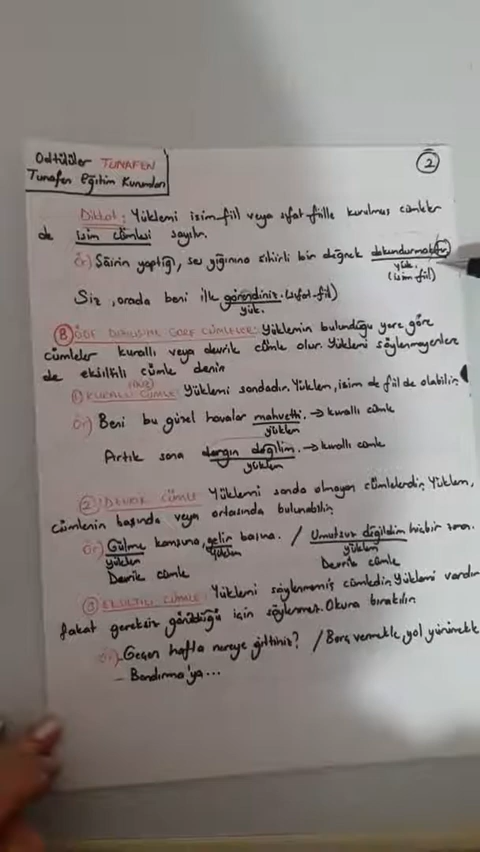 Odtülüler TUNAFEN
Tunafen Eğitim Kurumları
2
Dikkat: Yüklemi isim-fiil veya sıfat-fiille kurulmuş cümleler
de isim cümlesi sayılır.
Ör) Şairin yaptığı, söz yığınına sihirli bir değnek dokundurmaktır.
yük.
(isim fiil)
Siz, orada beni ilk görendiniz. (sıfat-fiil)
yük.
B ÖGE DİZİLİŞİNE GÖRE CÜMLELER: Yüklemin bulunduğu yere göre
cümleler kurallı veya devrik cümle olur. Yüklemi söylenmeyenlere
de eksiltili cümle denir.
(DÜZ)
1 KURALLI CÜMLE: Yüklemi sondadır. Yüklem, isim de fiil de olabilir.
Ör) Beni bu güzel havalar mahvetti. → kurallı cümle
yüklem
Artık sana dargın değilim. → kurallı cümle
yüklem
2 DEVRİK CÜMLE: Yüklemi sonda olmayan cümlelerdir. Yüklem,
cümlenin başında veya ortasında bulunabilir.
Ör) Gülme komşuna, gelir başına. / Umutsuz değildim hiçbir zaman.
yüklem yüklem yüklem
Devrik cümle Devrik cümle
3 EKSİLTİLİ CÜMLE: Yüklemi söylenmemiş cümledir. Yüklemi vardır
fakat gereksiz görüldüğü için söylenmez. Okura bırakılır.
Ör) - Geçen hafta nereye gittiniz? / Borç vermekle, yol yürümekle
- Bandırma'ya...